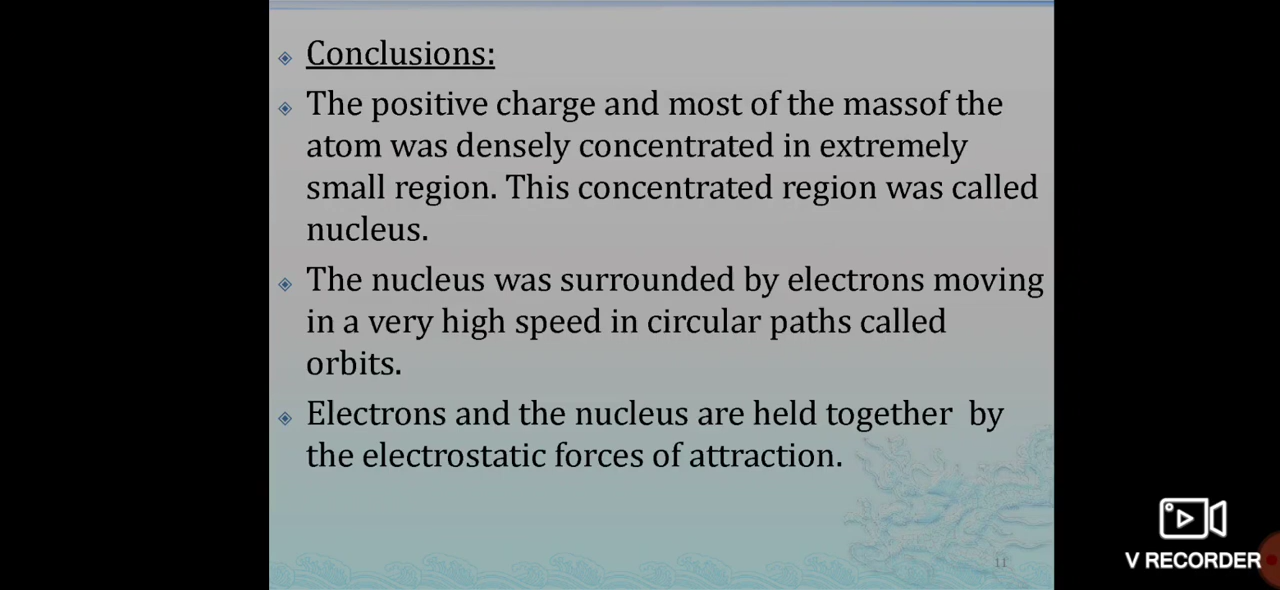 Conclusions:
The positive charge and most of the massof the
atom was densely concentrated in extremely
small region. This concentrated region was called
nucleus.
The nucleus was surrounded by electrons moving
in a very high speed in circular paths called
orbits.
Electrons and the nucleus are held together  by
the electrostatic forces of attraction.
11
V RECORDER